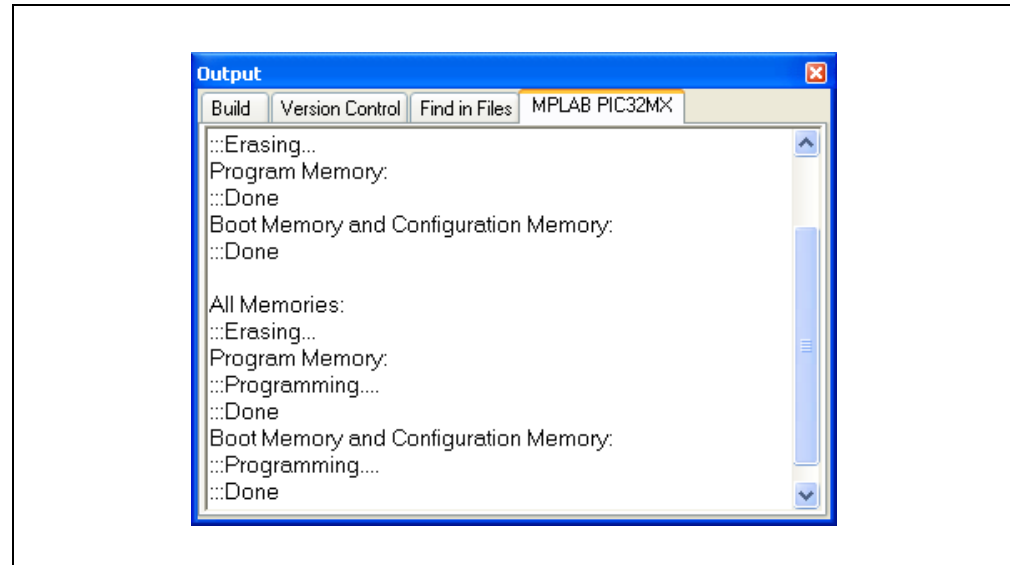 Output
Build Version Control Find in Files MPLAB PIC32MX
:::Erasing...
Program Memory:
:::Done
Boot Memory and Configuration Memory:
:::Done
All Memories:
:::Erasing...
Program Memory:
:::Programming....
:::Done
Boot Memory and Configuration Memory:
:::Programming....
:::Done